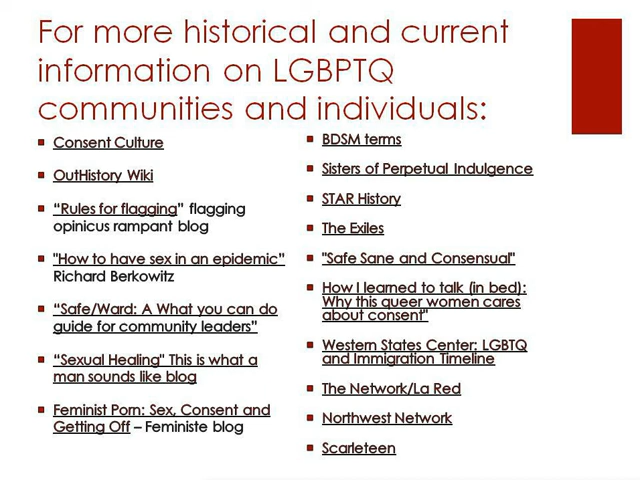 For more historical and current
information on LGBPTQ
communities and individuals:
Consent Culture
OutHistory Wiki
“Rules for flagging” flagging
opinicus rampant blog
"How to have sex in an epidemic”
Richard Berkowitz
“Safe/Ward: A What you can do
guide for community leaders”
“Sexual Healing" This is what a
man sounds like blog
Feminist Porn: Sex, Consent and
Getting Off – Feministe blog
BDSM terms
Sisters of Perpetual Indulgence
STAR History
The Exiles
"Safe Sane and Consensual"
How I learned to talk (in bed):
Why this queer women cares
about consent"
Western States Center: LGBTQ
and Immigration Timeline
The Network/La Red
Northwest Network
Scarleteen